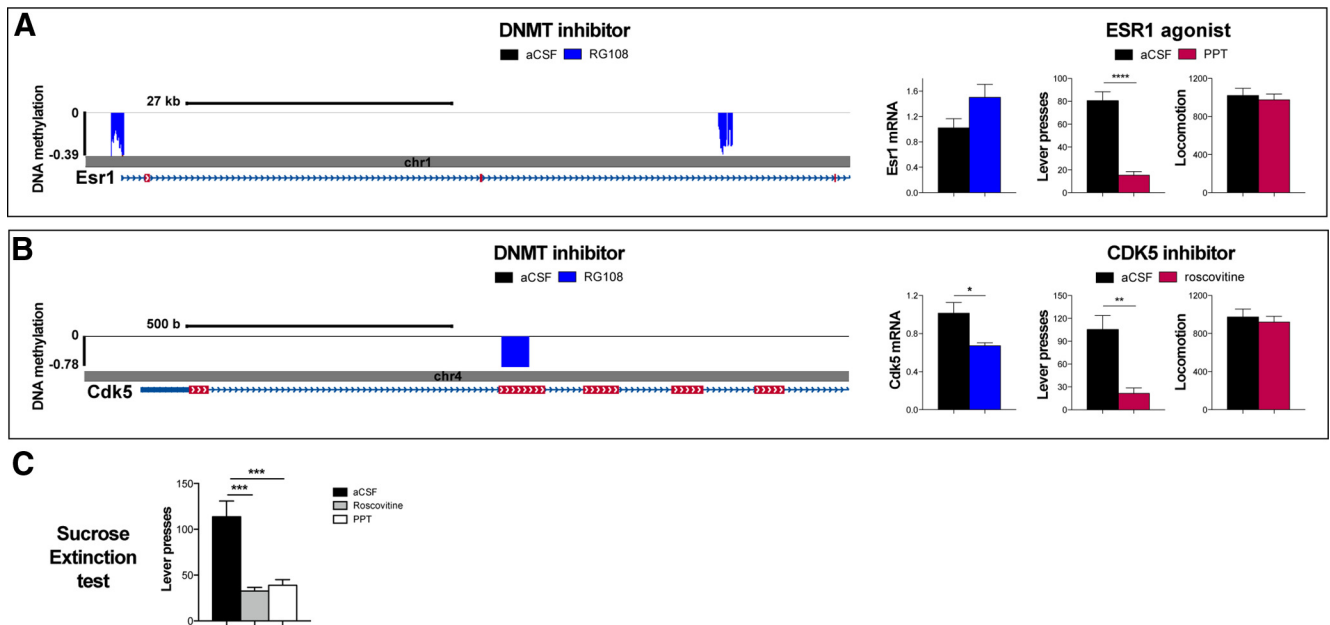 A
DNMT inhibitor
aCSF RG108
27 kb
0
-0.39
DNA methylation
chr1
Esr1
Esr1 mRNA
1.6
1.2
0.8
0.4
0.0
ESR1 agonist
aCSF PPT
Lever presses
100
80
60
40
20
0
****
Locomotion
1200
800
400
0
B
DNMT inhibitor
aCSF RG108
500 b
0
-0.78
DNA methylation
chr4
Cdk5
Cdk5 mRNA
1.2
0.8
0.4
0.0
*
CDK5 inhibitor
aCSF roscovitine
Lever presses
150
120
90
60
30
0
**
Locomotion
1200
800
400
0
C
Sucrose
Extinction
test
Lever presses
150
100
50
0
***
***
aCSF
Roscovitine
PPT